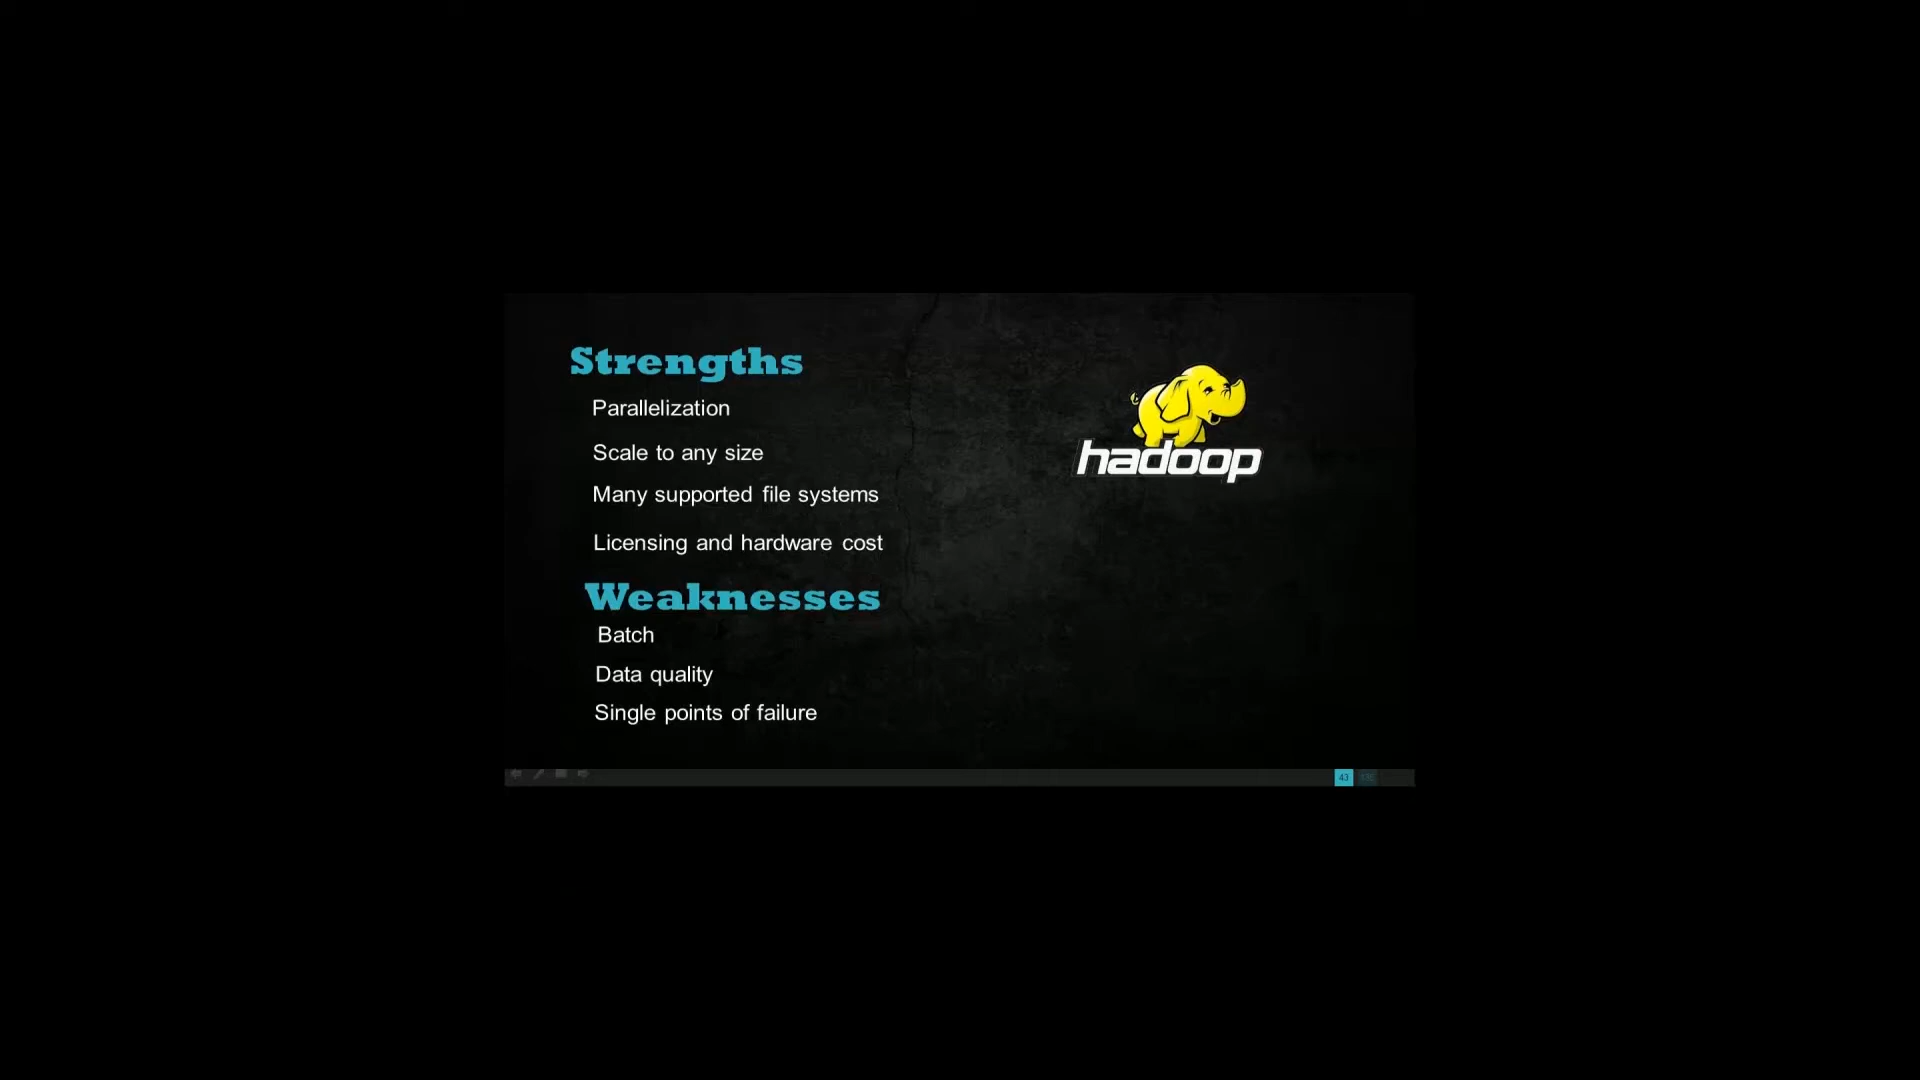 Strengths
Parallelization
Scale to any size
Many supported file systems
Licensing and hardware cost
hadoop
Weaknesses
Batch
Data quality
Single points of failure
43